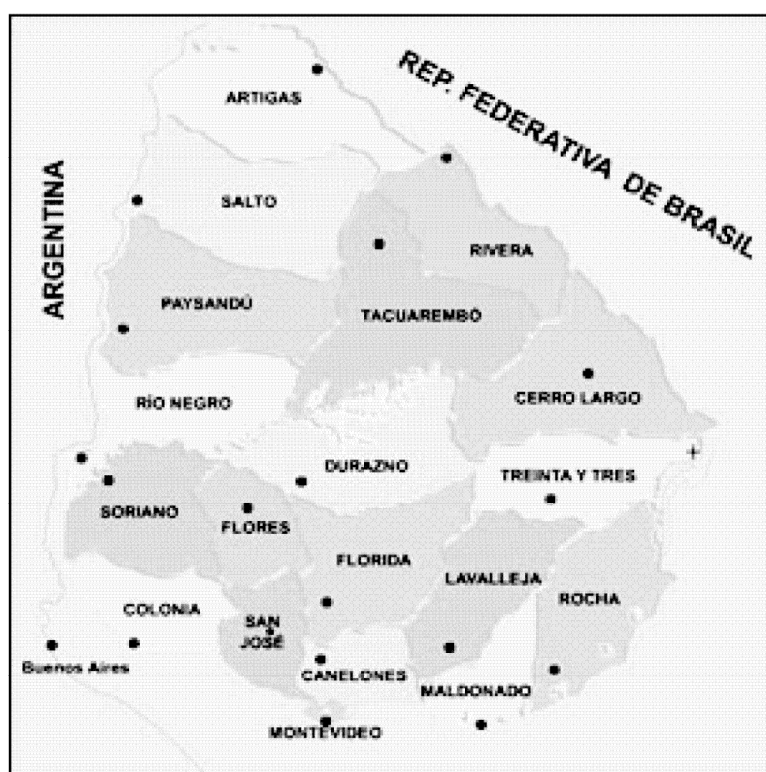 REP. FEDERATIVA DE BRASIL
ARTIGAS
ARGENTINA
SALTO
RIVERA
PAYSANDÚ
TACUAREMBÓ
RÍO NEGRO
CERRO LARGO
DURAZNO
TREINTA Y TRES
SORIANO
FLORES
FLORIDA
LAVALLEJA
ROCHA
COLONIA
SAN
JOSÉ
Buenos Aires
CANELONES
MALDONADO
MONTEVIDEO